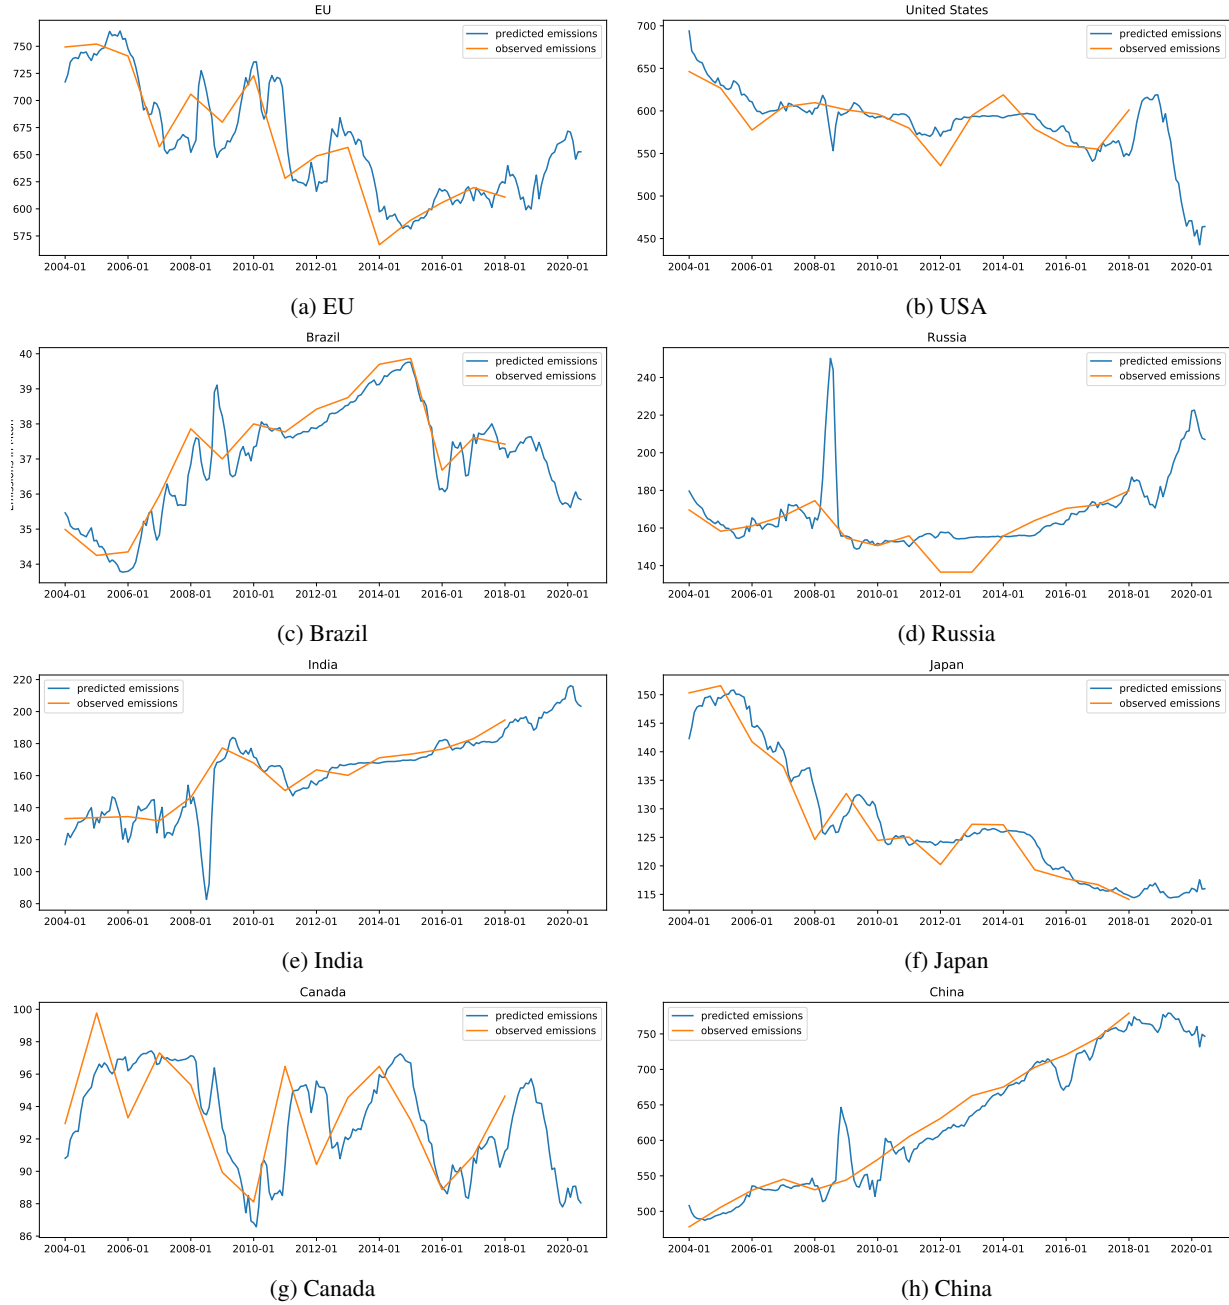 EU
predicted emissions
observed emissions
750
725
700
675
650
625
600
575
2004-01 2006-01 2008-01 2010-01 2012-01 2014-01 2016-01 2018-01 2020-01
(a) EU
United States
predicted emissions
observed emissions
700
650
600
550
500
450
2004-01 2006-01 2008-01 2010-01 2012-01 2014-01 2016-01 2018-01 2020-01
(b) USA
Brazil
predicted emissions
observed emissions
40
39
38
37
36
35
34
2004-01 2006-01 2008-01 2010-01 2012-01 2014-01 2016-01 2018-01 2020-01
(c) Brazil
Russia
predicted emissions
observed emissions
240
220
200
180
160
140
2004-01 2006-01 2008-01 2010-01 2012-01 2014-01 2016-01 2018-01 2020-01
(d) Russia
India
predicted emissions
observed emissions
220
200
180
160
140
120
100
80
2004-01 2006-01 2008-01 2010-01 2012-01 2014-01 2016-01 2018-01 2020-01
(e) India
Japan
predicted emissions
observed emissions
150
145
140
135
130
125
120
115
2004-01 2006-01 2008-01 2010-01 2012-01 2014-01 2016-01 2018-01 2020-01
(f) Japan
Canada
predicted emissions
observed emissions
100
98
96
94
92
90
88
86
2004-01 2006-01 2008-01 2010-01 2012-01 2014-01 2016-01 2018-01 2020-01
(g) Canada
China
predicted emissions
observed emissions
750
700
650
600
550
500
2004-01 2006-01 2008-01 2010-01 2012-01 2014-01 2016-01 2018-01 2020-01
(h) China